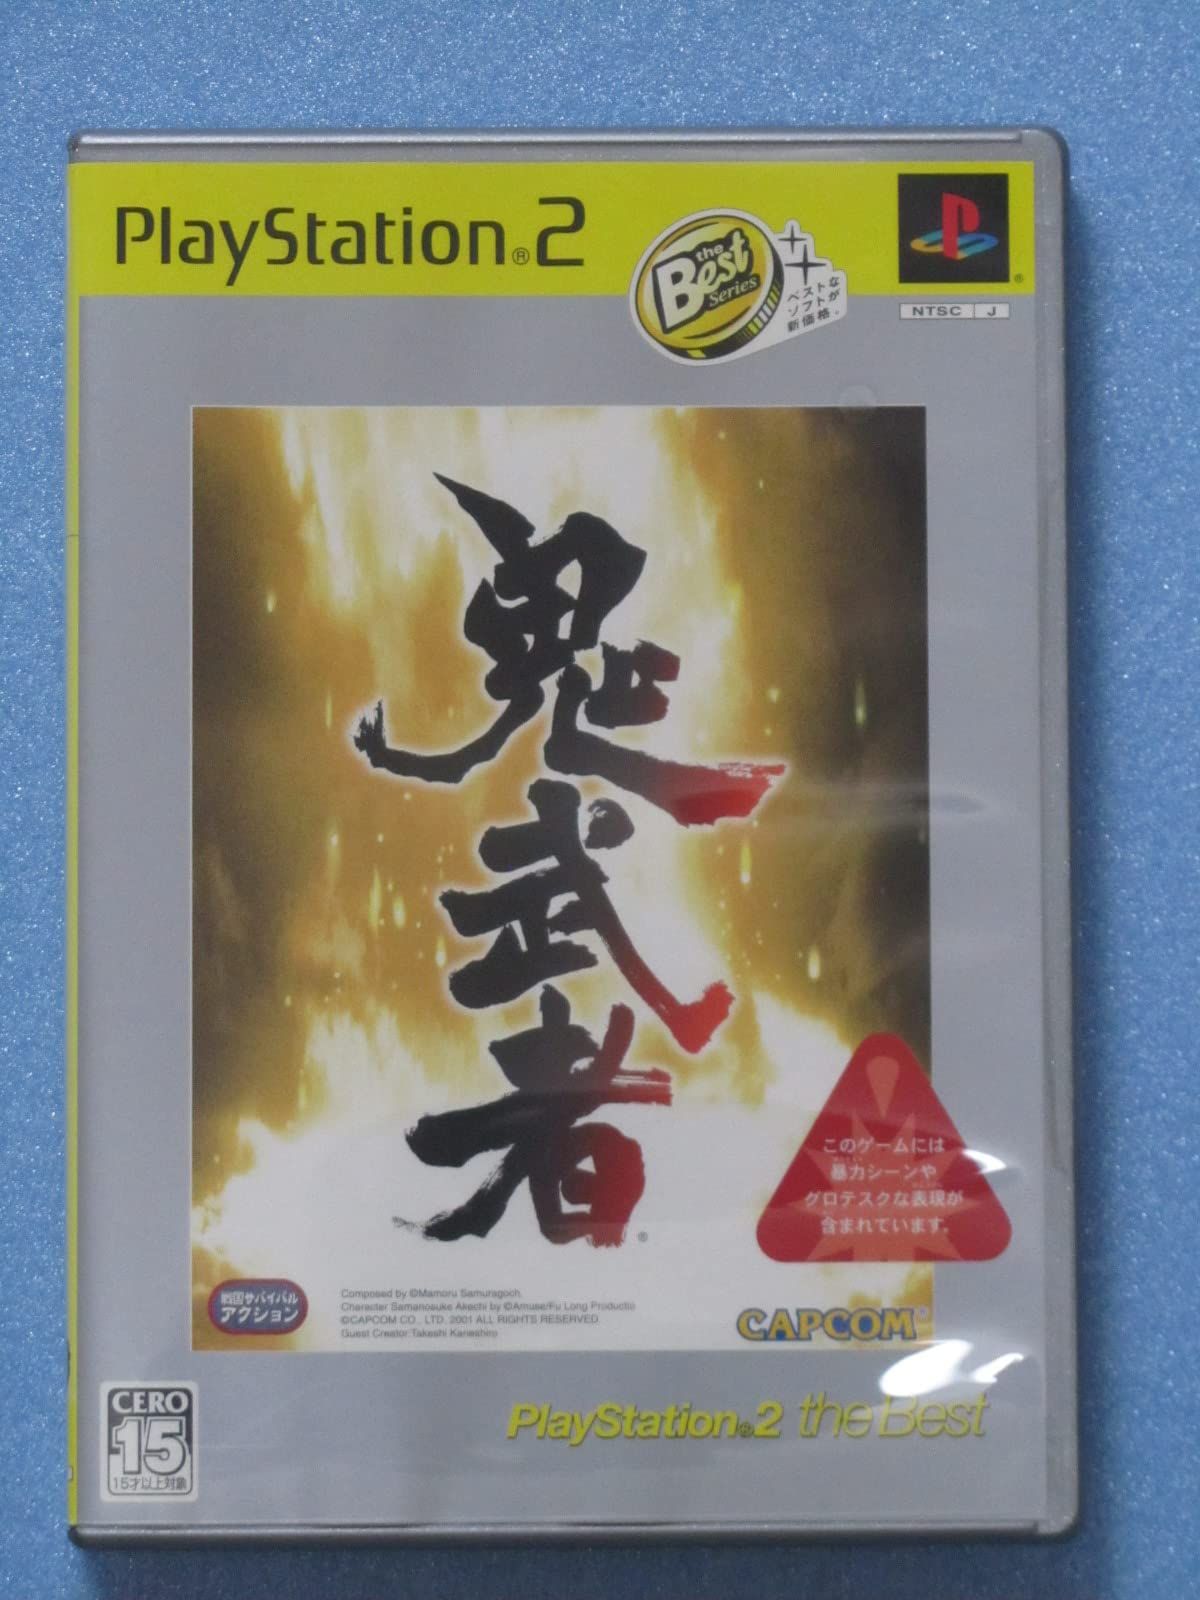 PlayStation®2
the
Best
Series
ベストな
ソフトが
新価格。
®
NTSC J
鬼武者
®
このゲームには
暴力シーンや
グロテスクな表現が
含まれています。
戦国サバイバル
アクション
Composed by ©Mamoru Samuragoch.
Character Samanosuke Akechi by ©Amuse/Fu Long Productio
©CAPCOM CO., LTD. 2001 ALL RIGHTS RESERVED.
Guest Creator:Takeshi Kaneshiro
CAPCOM®
PlayStation®2 the Best
CERO
15
15才以上対象